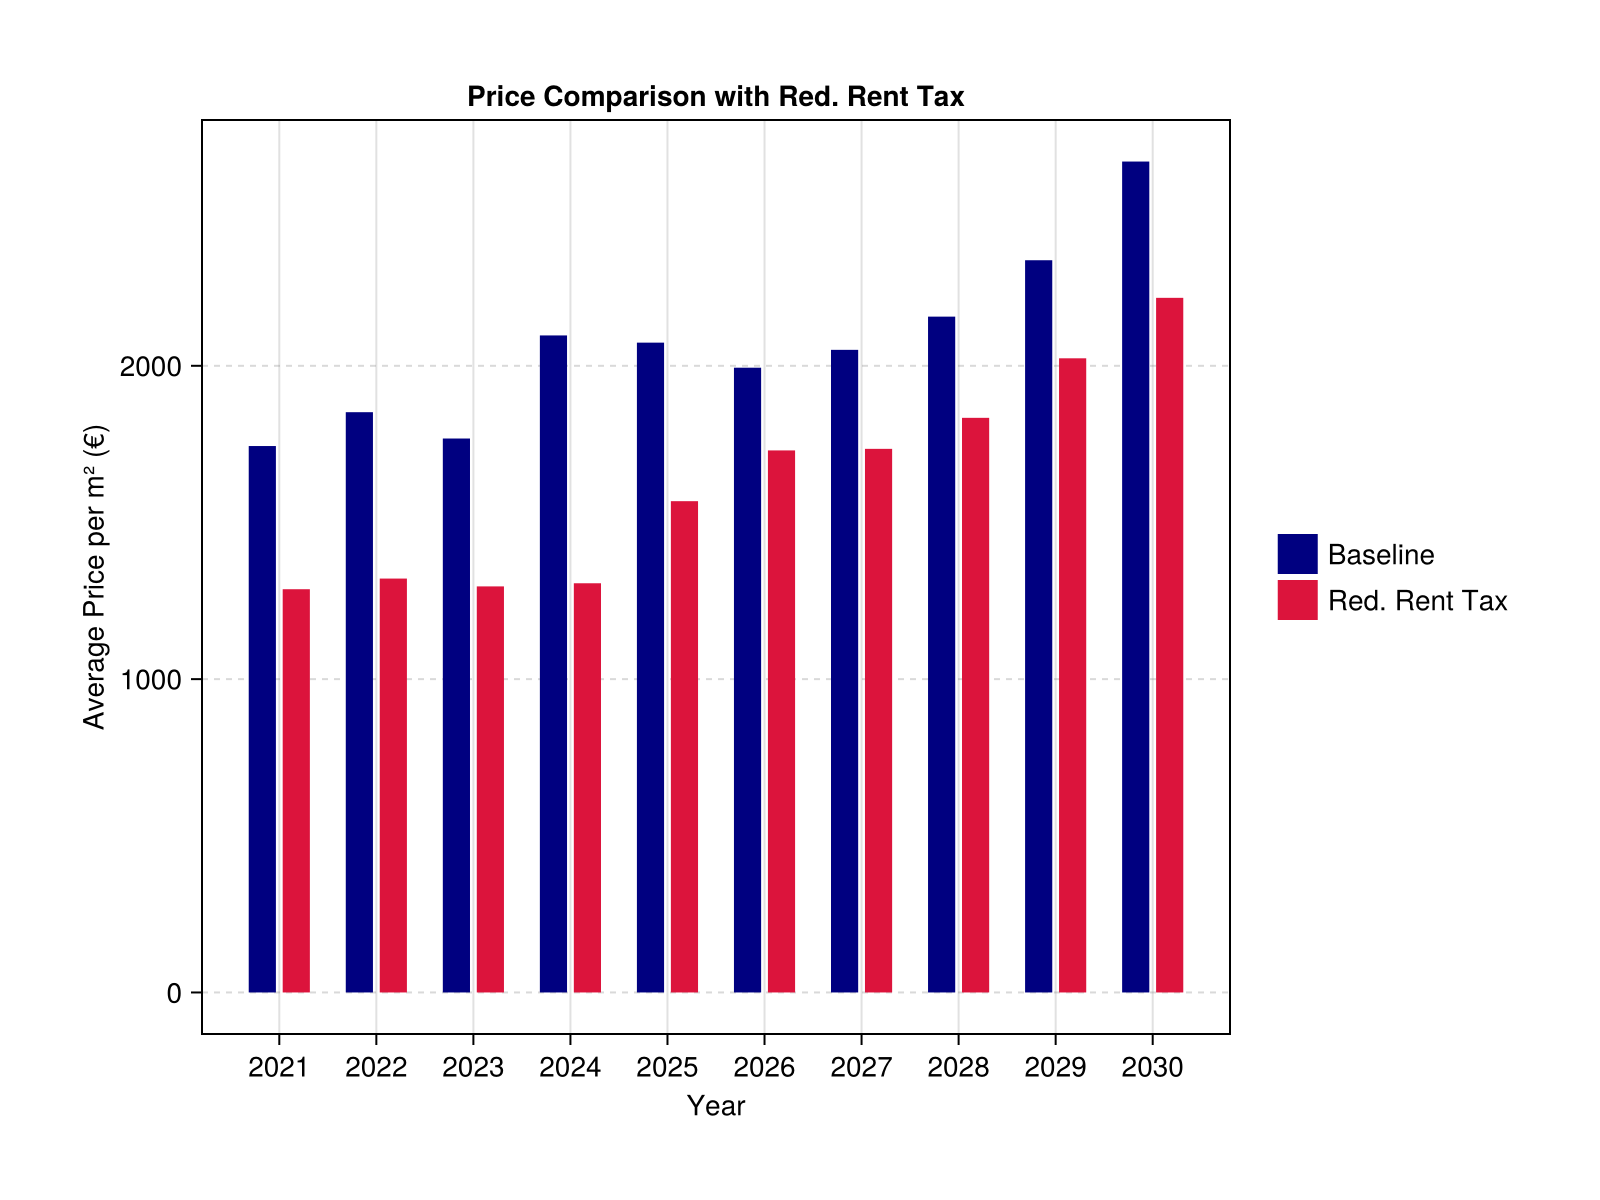 Price Comparison with Red. Rent Tax
Average Price per m² (€)
2000
1000
0
2021 2022 2023 2024 2025 2026 2027 2028 2029 2030
Year
Baseline
Red. Rent Tax